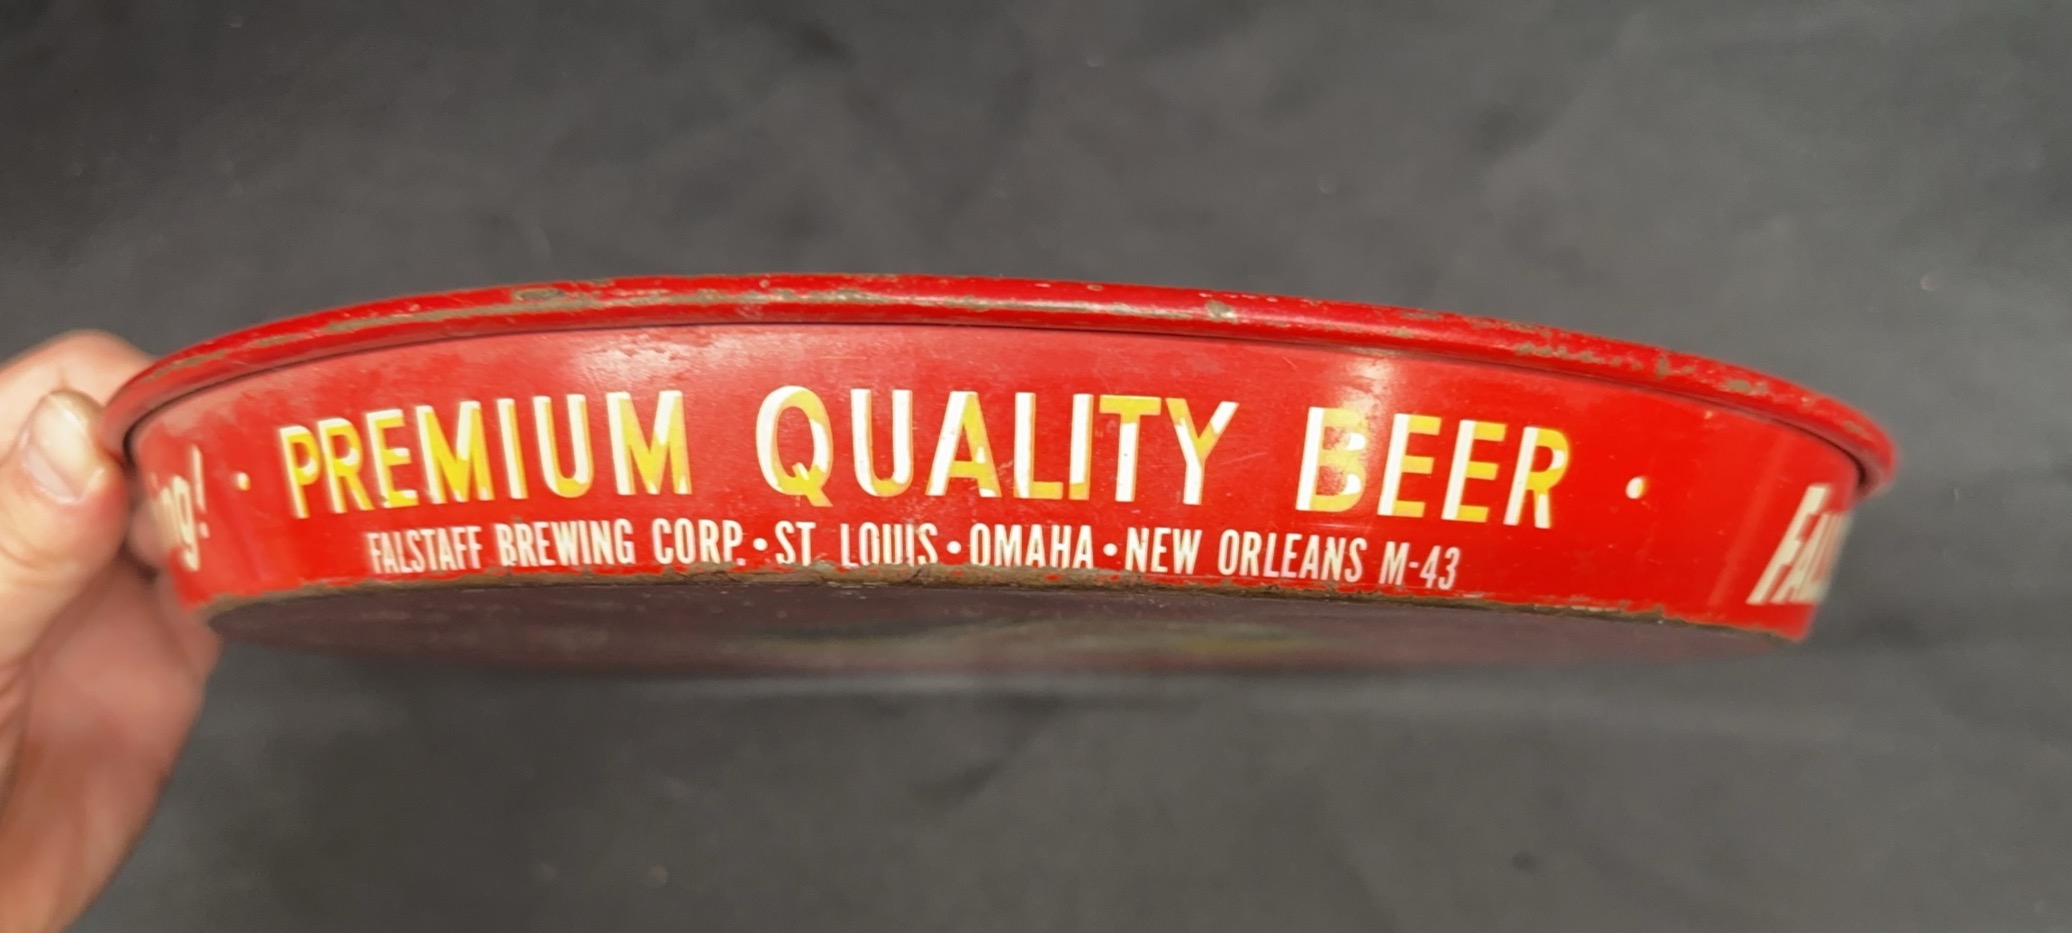 · PREMIUM QUALITY BEER ·
FALSTAFF BREWING CORP. • ST LOUIS • OMAHA • NEW ORLEANS M-43